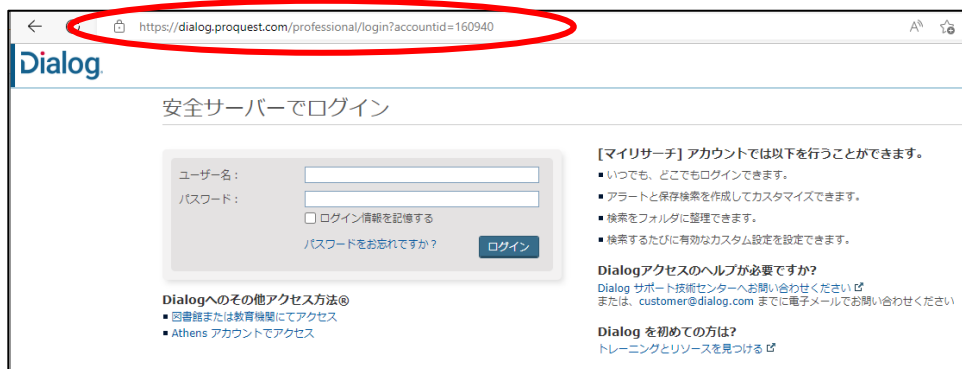 https://dialog.proquest.com/professional/login?accountid=160940
Dialog
安全サーバーでログイン
ユーザー名：
パスワード：
ログイン情報を記憶する
パスワードをお忘れですか？
ログイン
Dialogへのその他アクセス方法®
図書館または教育機関にてアクセス
Athens アカウントでアクセス
[マイリサーチ] アカウントでは以下を行うことができます。
いつでも、どこでもログインできます。
アラートと保存検索を作成してカスタマイズできます。
検索をフォルダに整理できます。
検索するたびに有効なカスタム設定を設定できます。
Dialogアクセスのヘルプが必要ですか?
Dialog サポート技術センターへお問い合わせください
または、customer@dialog.com までに電子メールでお問い合わせください
Dialog を初めての方は?
トレーニングとリソースを見つける